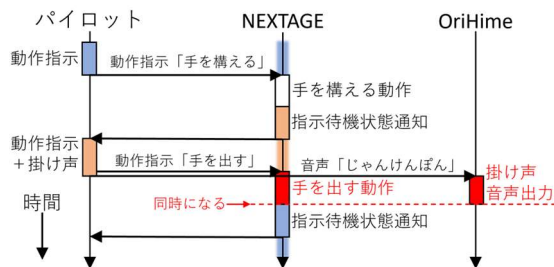 パイロット
NEXTAGE
OriHime
動作指示
動作指示「手を構える」
手を構える動作
指示待機状態通知
動作指示
+掛け声
動作指示「手を出す」
音声「じゃんけんぽん」
手を出す動作
掛け声
音声出力
時間
同時になる
指示待機状態通知